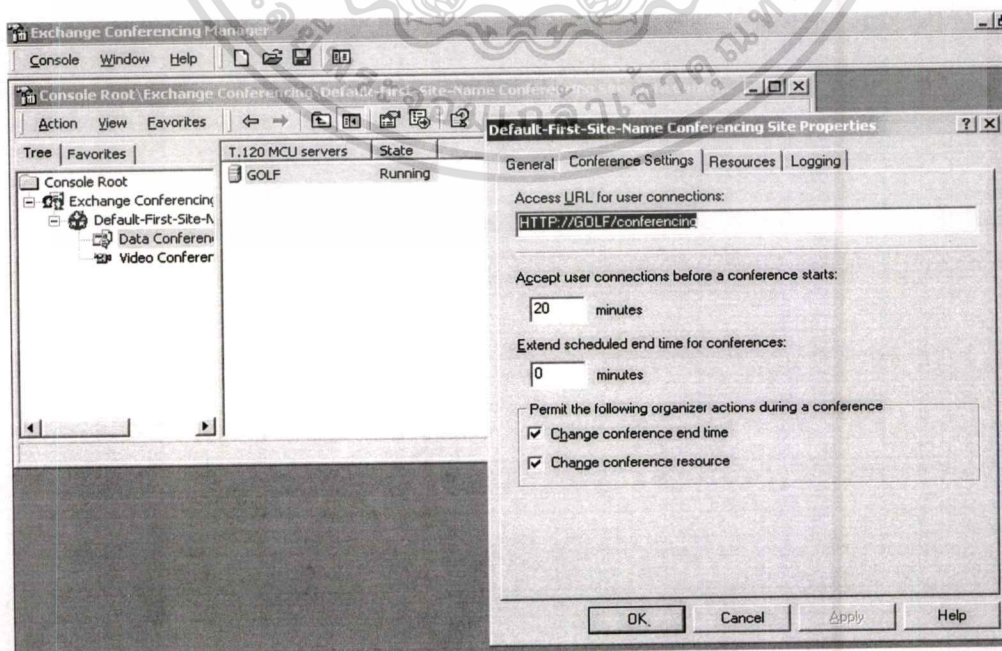 Exchange Conferencing Manager
Console Window Help
Console Root\Exchange Conferencing\Default-First-Site-Name
Action View Favorites
Tree Favorites
T.120 MCU servers State
Console Root
Exchange Conferencing
Default-First-Site-N
Data Conferen
Video Conferen
GOLF Running
Default-First-Site-Name Conferencing Site Properties
General Conference Settings Resources Logging
Access URL for user connections:
HTTP://GOLF/conferencing
Accept user connections before a conference starts:
20 minutes
Extend scheduled end time for conferences:
0 minutes
Permit the following organizer actions during a conference
Change conference end time
Change conference resource
OK Cancel Apply Help